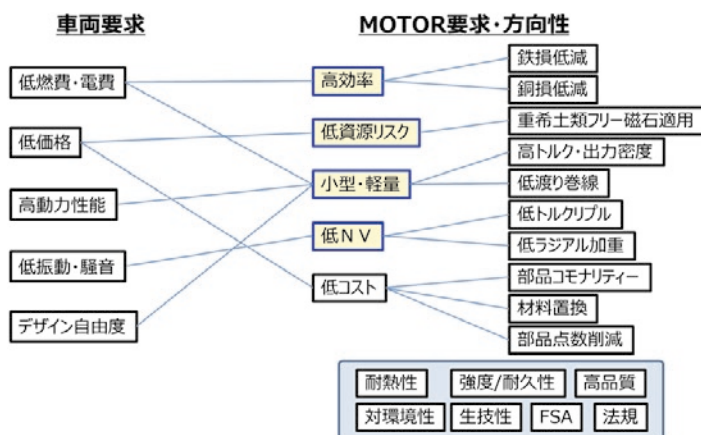 車両要求
MOTOR要求・方向性
低燃費・電費
低価格
高動力性能
低振動・騒音
デザイン自由度
高効率
低資源リスク
小型・軽量
低NV
低コスト
鉄損低減
銅損低減
重希土類フリー磁石適用
高トルク・出力密度
低渡り巻線
低トルクリプル
低ラジアル加重
部品コモナリティー
材料置換
部品点数削減
耐熱性 強度/耐久性 高品質
対環境性 生技性 FSA 法規